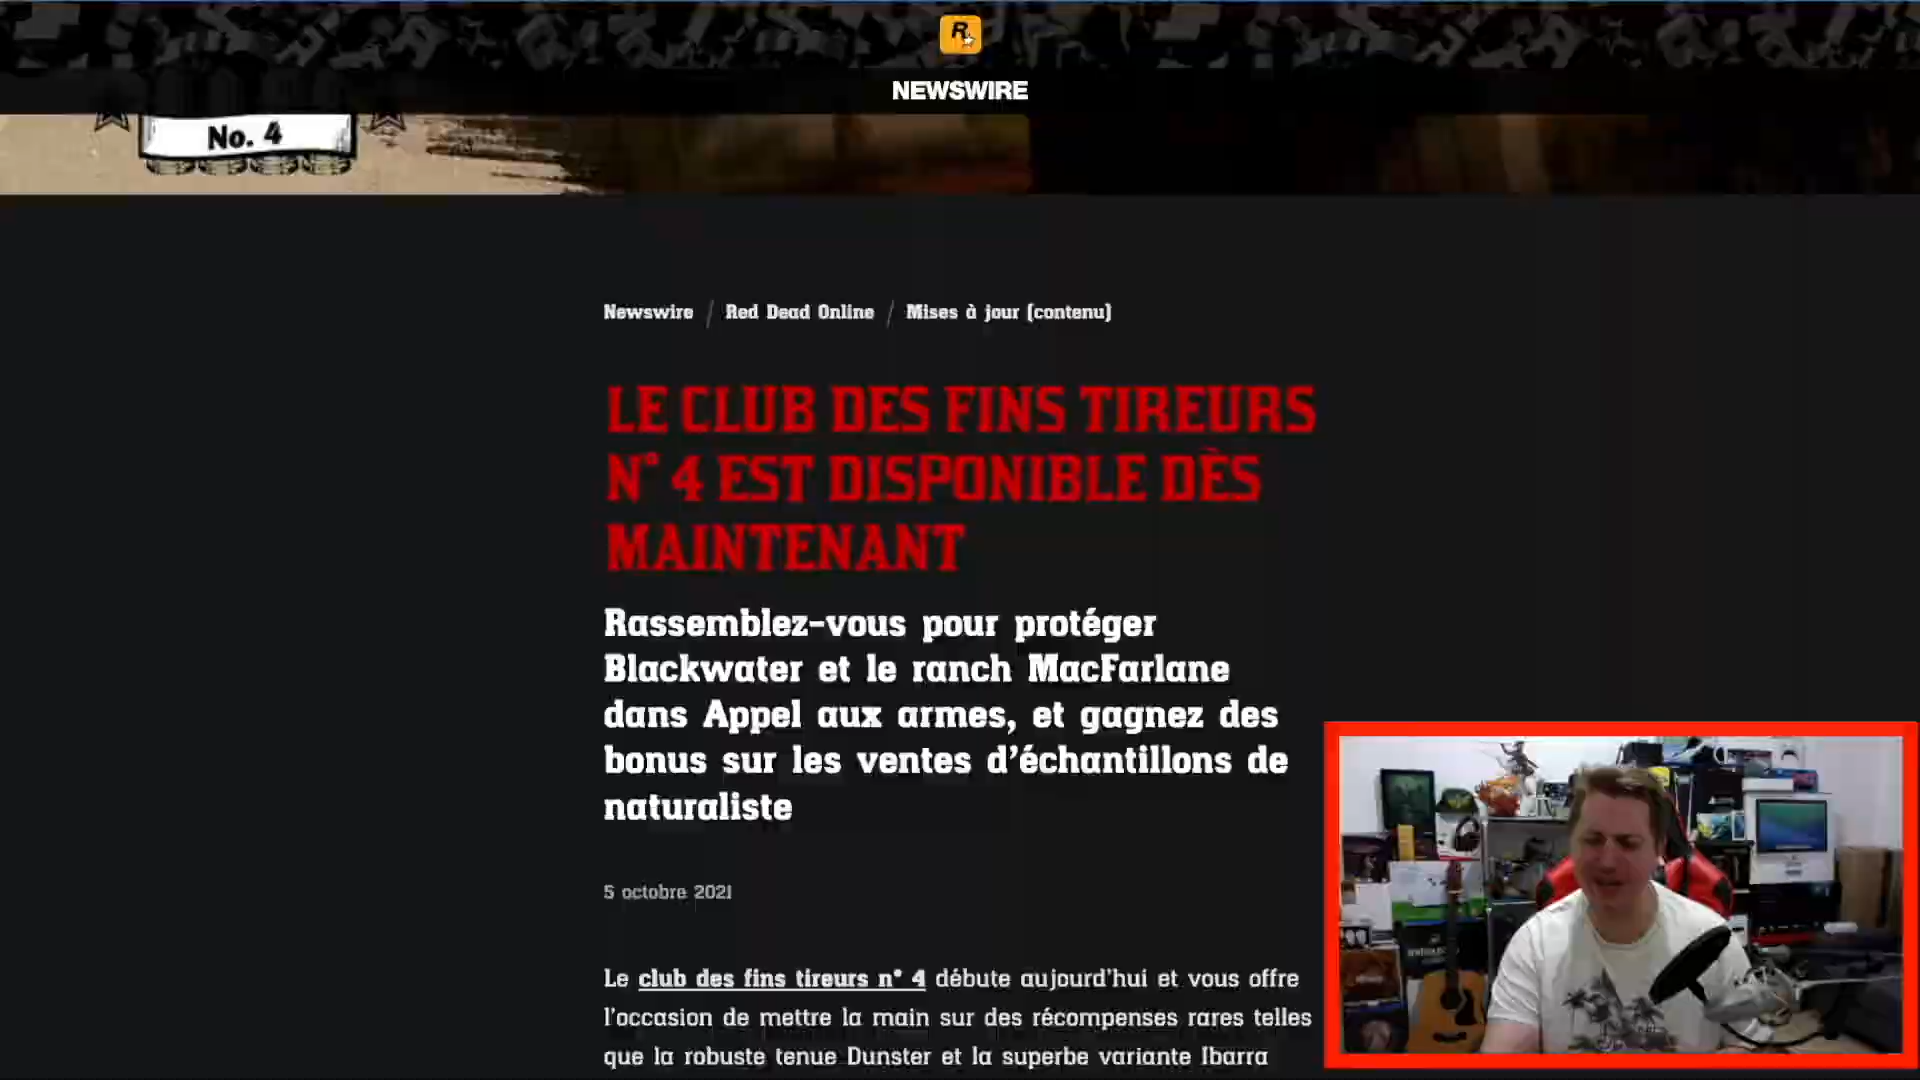 R
NEWSWIRE
No. 4
Newswire / Red Dead Online / Mises à jour (contenu)
LE CLUB DES FINS TIREURS
N° 4 EST DISPONIBLE DÈS
MAINTENANT
Rassemblez-vous pour protéger
Blackwater et le ranch MacFarlane
dans Appel aux armes, et gagnez des
bonus sur les ventes d’échantillons de
naturaliste
5 octobre 2021
Le club des fins tireurs n° 4 débute aujourd’hui et vous offre
l’occasion de mettre la main sur des récompenses rares telles
que la robuste tenue Dunster et la superbe variante Ibarra